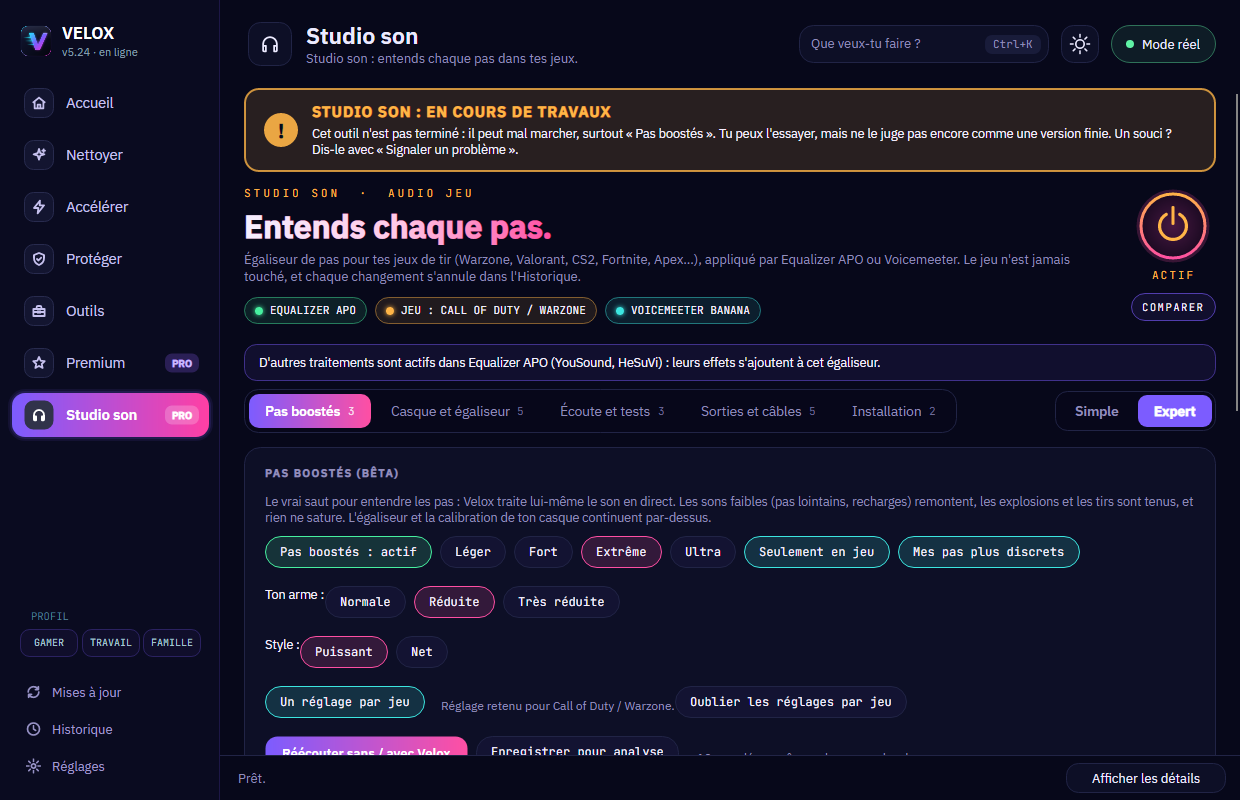 VELOX
v5.24 · en ligne
Accueil
Nettoyer
Accélérer
Protéger
Outils
Premium PRO
Studio son PRO
PROFIL
GAMER TRAVAIL FAMILLE
Mises à jour
Historique
Réglages
Studio son
Studio son : entends chaque pas dans tes jeux.
Que veux-tu faire ? Ctrl+K
Mode réel
STUDIO SON : EN COURS DE TRAVAUX
Cet outil n'est pas terminé : il peut mal marcher, surtout « Pas boostés ». Tu peux l'essayer, mais ne le juge pas encore comme une version finie. Un souci ?
Dis-le avec « Signaler un problème ».
STUDIO SON · AUDIO JEU
Entends chaque pas.
Égaliseur de pas pour tes jeux de tir (Warzone, Valorant, CS2, Fortnite, Apex...), appliqué par Equalizer APO ou Voicemeeter. Le jeu n'est jamais
touché, et chaque changement s'annule dans l'Historique.
ACTIF
COMPARER
EQUALIZER APO JEU : CALL OF DUTY / WARZONE VOICEMEETER BANANA
D'autres traitements sont actifs dans Equalizer APO (YouSound, HeSuVi) : leurs effets s'ajoutent à cet égaliseur.
Pas boostés 3 Casque et égaliseur 5 Écoute et tests 3 Sorties et câbles 5 Installation 2 Simple Expert
PAS BOOSTÉS (BÊTA)
Le vrai saut pour entendre les pas : Velox traite lui-même le son en direct. Les sons faibles (pas lointains, recharges) remontent, les explosions et les tirs sont tenus, et
rien ne sature. L'égaliseur et la calibration de ton casque continuent par-dessus.
Pas boostés : actif Léger Fort Extrême Ultra Seulement en jeu Mes pas plus discrets
Ton arme : Normale Réduite Très réduite
Style : Puissant Net
Un réglage par jeu Réglage retenu pour Call of Duty / Warzone. Oublier les réglages par jeu
Réécouter sans / avec Velox Enregistrer pour analyse
Prêt.
Afficher les détails